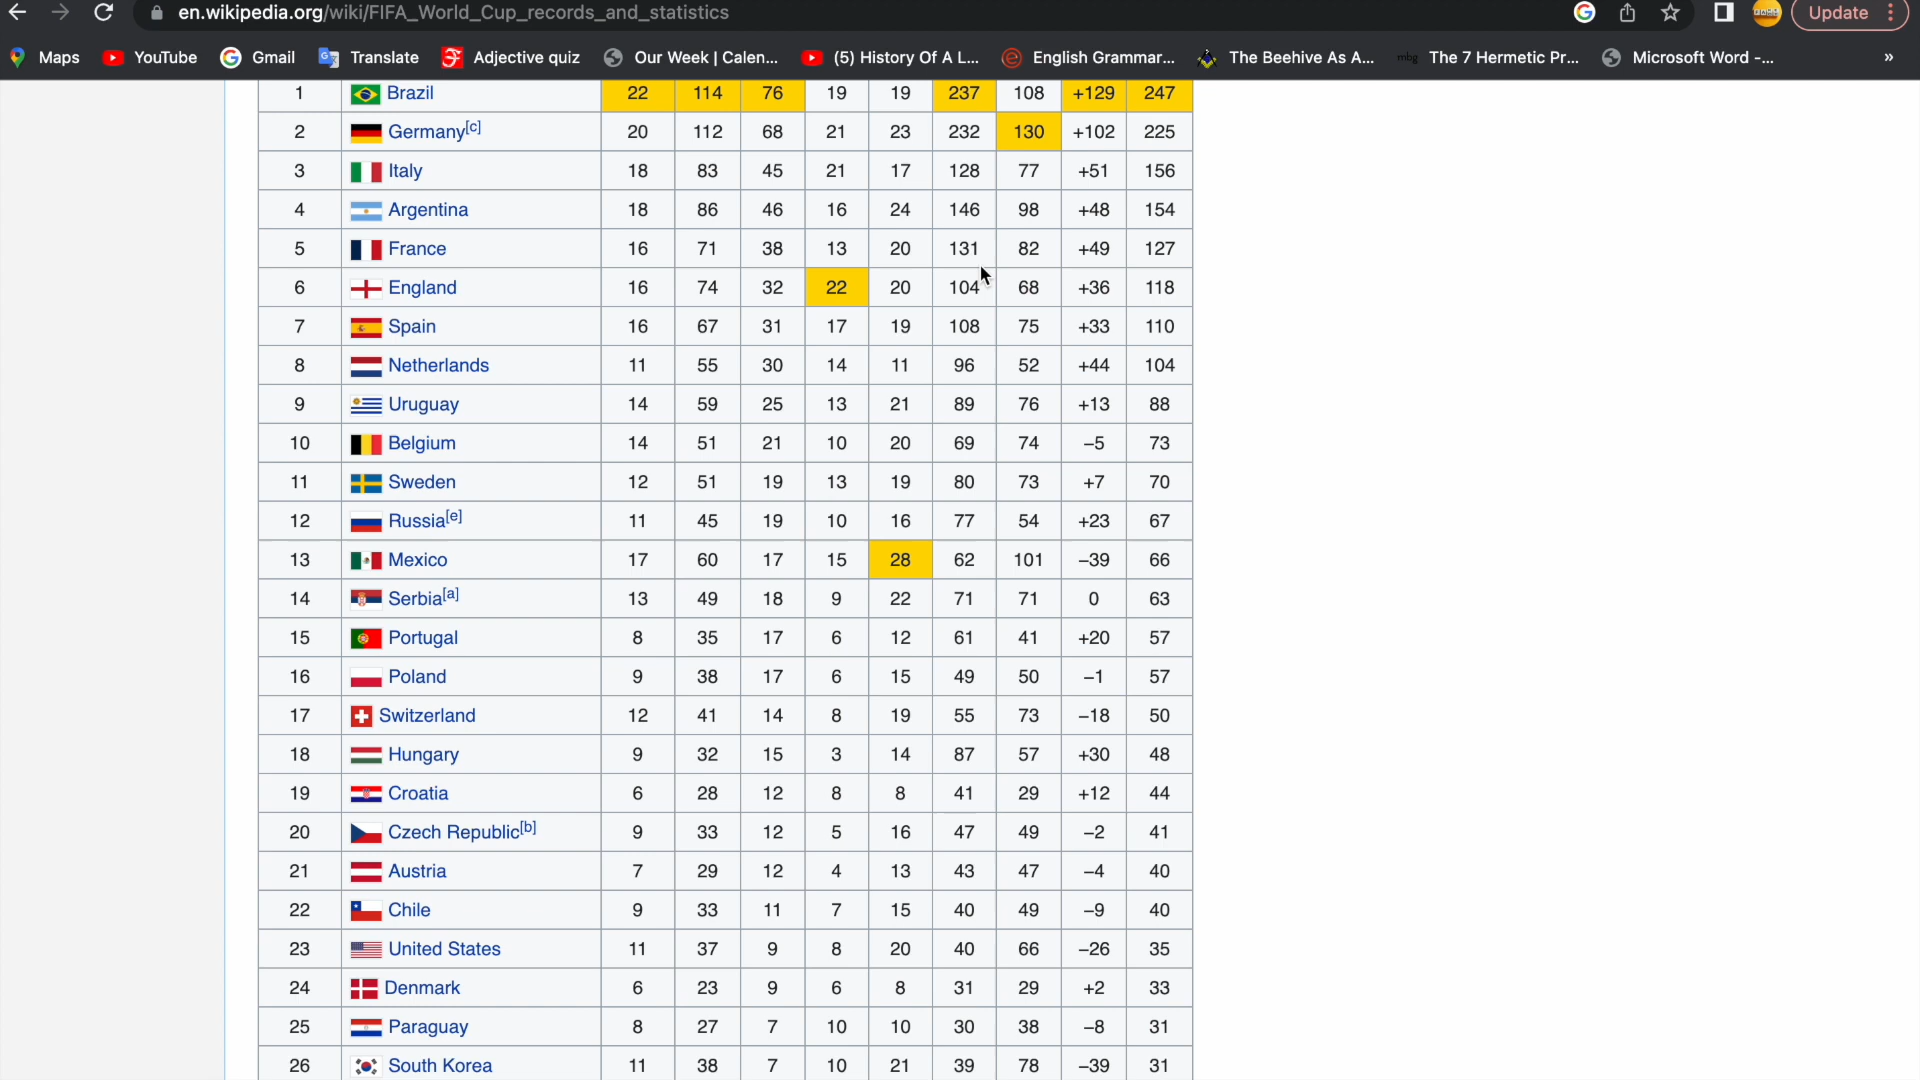 en.wikipedia.org/wiki/FIFA_World_Cup_records_and_statistics Update
Maps YouTube Gmail Translate Adjective quiz Our Week | Calen... (5) History Of A L... English Grammar... The Beehive As A... mbg The 7 Hermetic Pr... Microsoft Word -... »
1 Brazil 22 114 76 19 19 237 108 +129 247
2 Germany[c] 20 112 68 21 23 232 130 +102 225
3 Italy 18 83 45 21 17 128 77 +51 156
4 Argentina 18 86 46 16 24 146 98 +48 154
5 France 16 71 38 13 20 131 82 +49 127
6 England 16 74 32 22 20 104 68 +36 118
7 Spain 16 67 31 17 19 108 75 +33 110
8 Netherlands 11 55 30 14 11 96 52 +44 104
9 Uruguay 14 59 25 13 21 89 76 +13 88
10 Belgium 14 51 21 10 20 69 74 −5 73
11 Sweden 12 51 19 13 19 80 73 +7 70
12 Russia[e] 11 45 19 10 16 77 54 +23 67
13 Mexico 17 60 17 15 28 62 101 −39 66
14 Serbia[a] 13 49 18 9 22 71 71 0 63
15 Portugal 8 35 17 6 12 61 41 +20 57
16 Poland 9 38 17 6 15 49 50 −1 57
17 Switzerland 12 41 14 8 19 55 73 −18 50
18 Hungary 9 32 15 3 14 87 57 +30 48
19 Croatia 6 28 12 8 8 41 29 +12 44
20 Czech Republic[b] 9 33 12 5 16 47 49 −2 41
21 Austria 7 29 12 4 13 43 47 −4 40
22 Chile 9 33 11 7 15 40 49 −9 40
23 United States 11 37 9 8 20 40 66 −26 35
24 Denmark 6 23 9 6 8 31 29 +2 33
25 Paraguay 8 27 7 10 10 30 38 −8 31
26 South Korea 11 38 7 10 21 39 78 −39 31